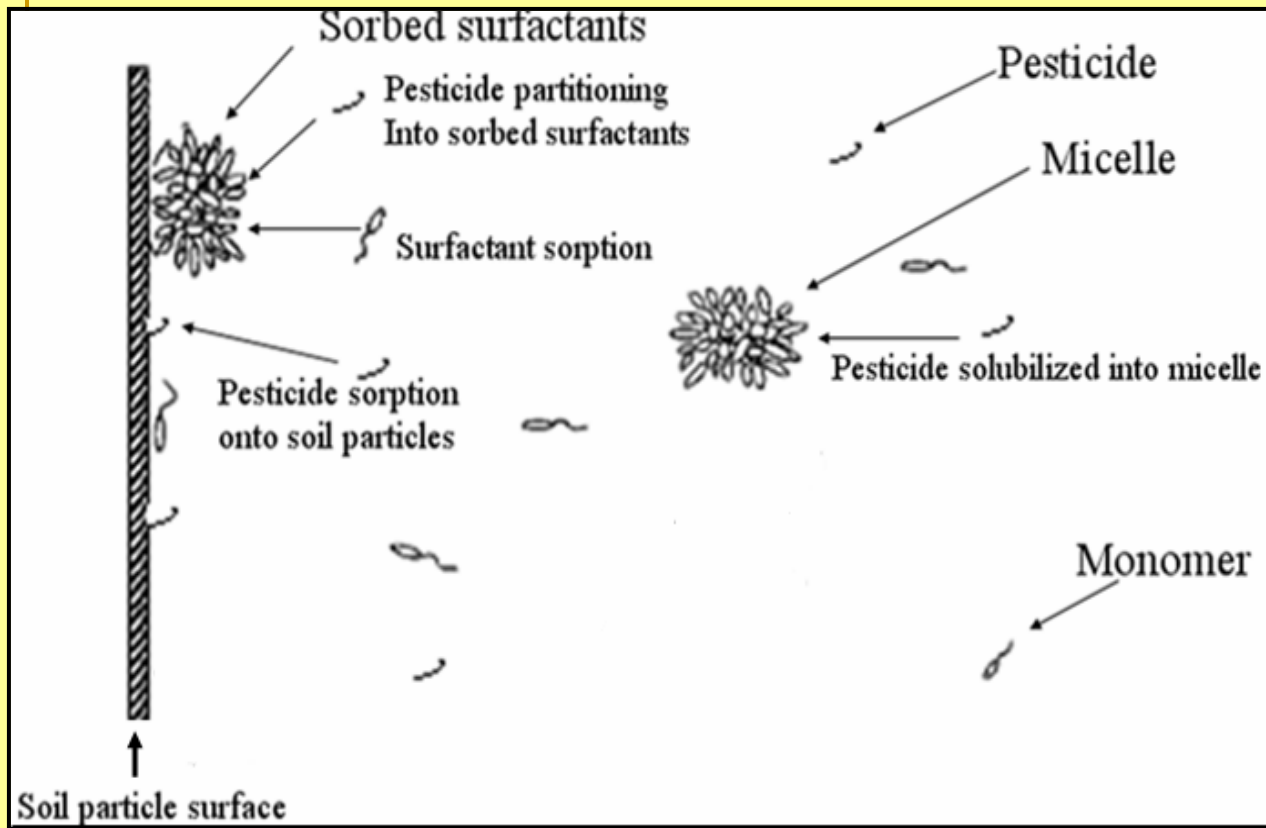 Sorbed surfactants
Pesticide partitioning
Into sorbed surfactants
Surfactant sorption
Pesticide sorption
onto soil particles
Pesticide
Micelle
Pesticide solubilized into micelle
Monomer
Soil particle surface